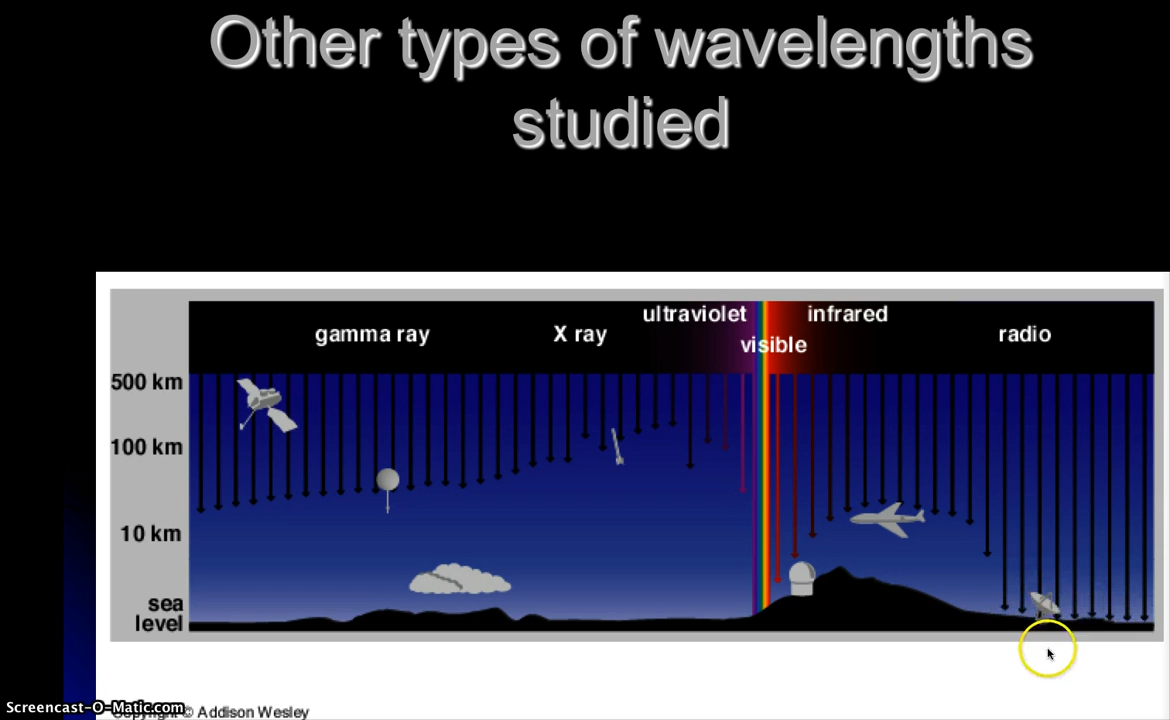 Other types of wavelengths
studied
ultraviolet
infrared
gamma ray
X ray
visible
radio
500 km
100 km
10 km
sea
level
Screencast-O-Matic.com
Copyright © Addison Wesley